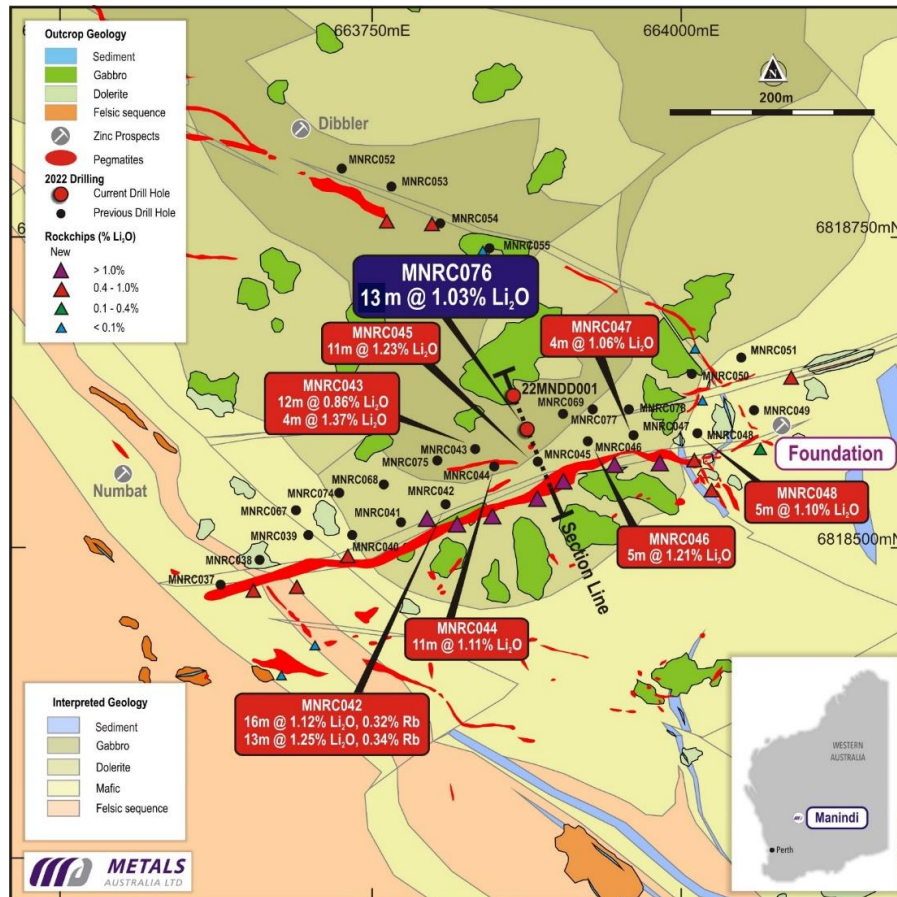 663750mE
664000mE
Outcrop Geology
Sediment
Gabbro
Dolerite
Felsic sequence
Zinc Prospects
Pegmatites
2022 Drilling
Current Drill Hole
Previous Drill Hole
Rockchips (% Li₂O)
New
> 1.0%
0.4 - 1.0%
0.1 - 0.4%
< 0.1%
N
200m
Dibbler
MNRC052
MNRC053
MNRC054
MNRC055
6818750mN
MNRC076
13m @ 1.03% Li₂O
MNRC045
11m @ 1.23% Li₂O
MNRC047
4m @ 1.06% Li₂O
MNRC043
12m @ 0.86% Li₂O
4m @ 1.37% Li₂O
22MNDD001
MNRC051
MNRC050
MNRC069
MNRC077
MNRC078
MNRC049
MNRC047
MNRC048
MNRC046
MNRC045
MNRC043
MNRC075
MNRC044
Foundation
Numbat
MNRC068
MNRC074
MNRC067
MNRC042
MNRC041
MNRC039
MNRC040
MNRC038
MNRC037
MNRC048
5m @ 1.10% Li₂O
MNRC046
5m @ 1.21% Li₂O
6818500mN
Section Line
MNRC044
11m @ 1.11% Li₂O
MNRC042
16m @ 1.12% Li₂O, 0.32% Rb
13m @ 1.25% Li₂O, 0.34% Rb
Interpreted Geology
Sediment
Gabbro
Dolerite
Mafic
Felsic sequence
WESTERN
AUSTRALIA
Manindi
Perth
METALS
AUSTRALIA LTD